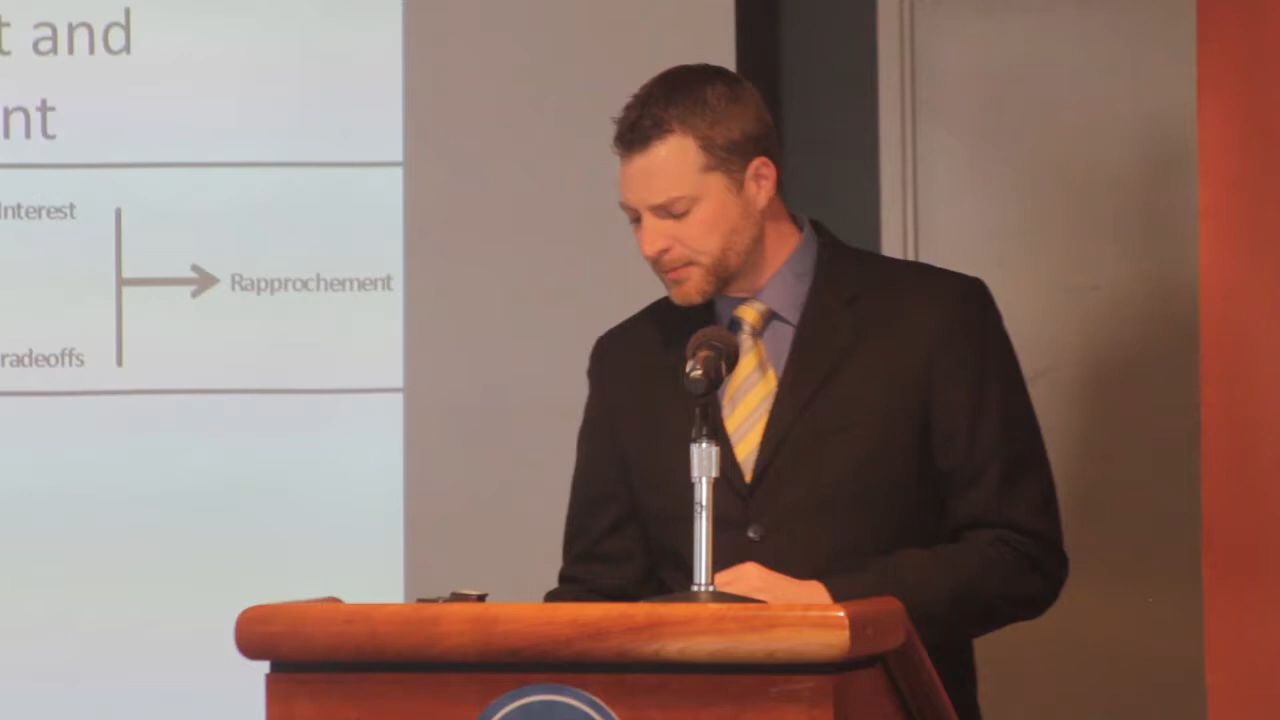 t and
nt
Interest
Rapprochement
radeoffs